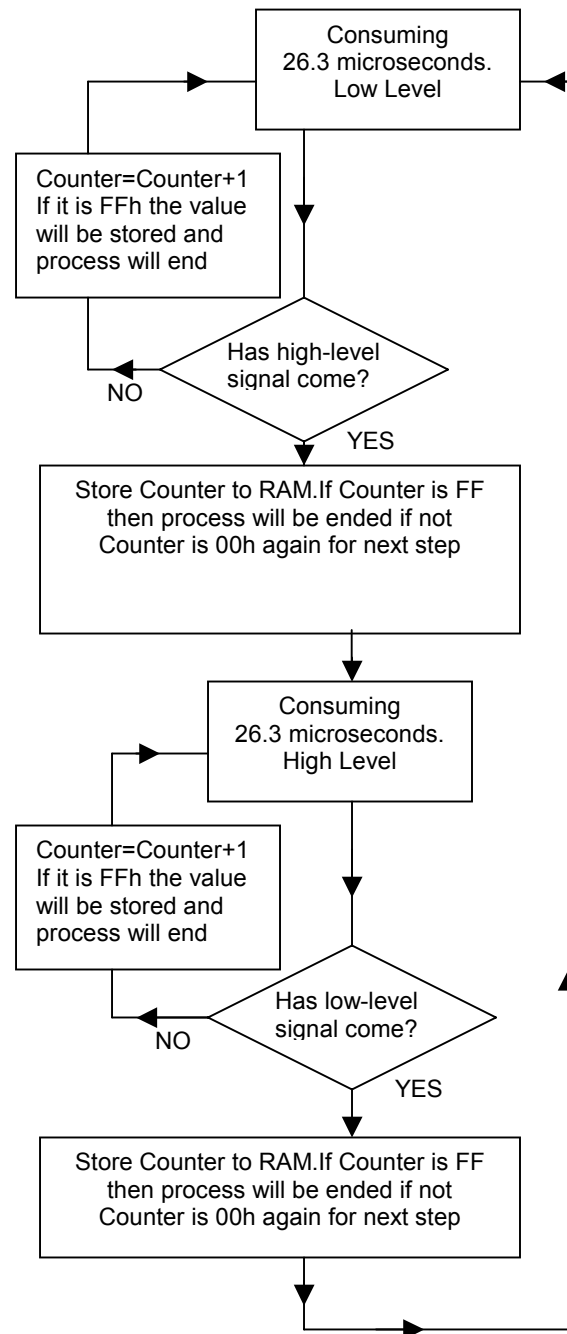 Consuming
26.3 microseconds.
Low Level
Counter=Counter+1
If it is FFh the value
will be stored and
process will end
Has high-level
signal come?
NO
YES
Store Counter to RAM.If Counter is FF
then process will be ended if not
Counter is 00h again for next step
Consuming
26.3 microseconds.
High Level
Counter=Counter+1
If it is FFh the value
will be stored and
process will end
Has low-level
signal come?
NO
YES
Store Counter to RAM.If Counter is FF
then process will be ended if not
Counter is 00h again for next step